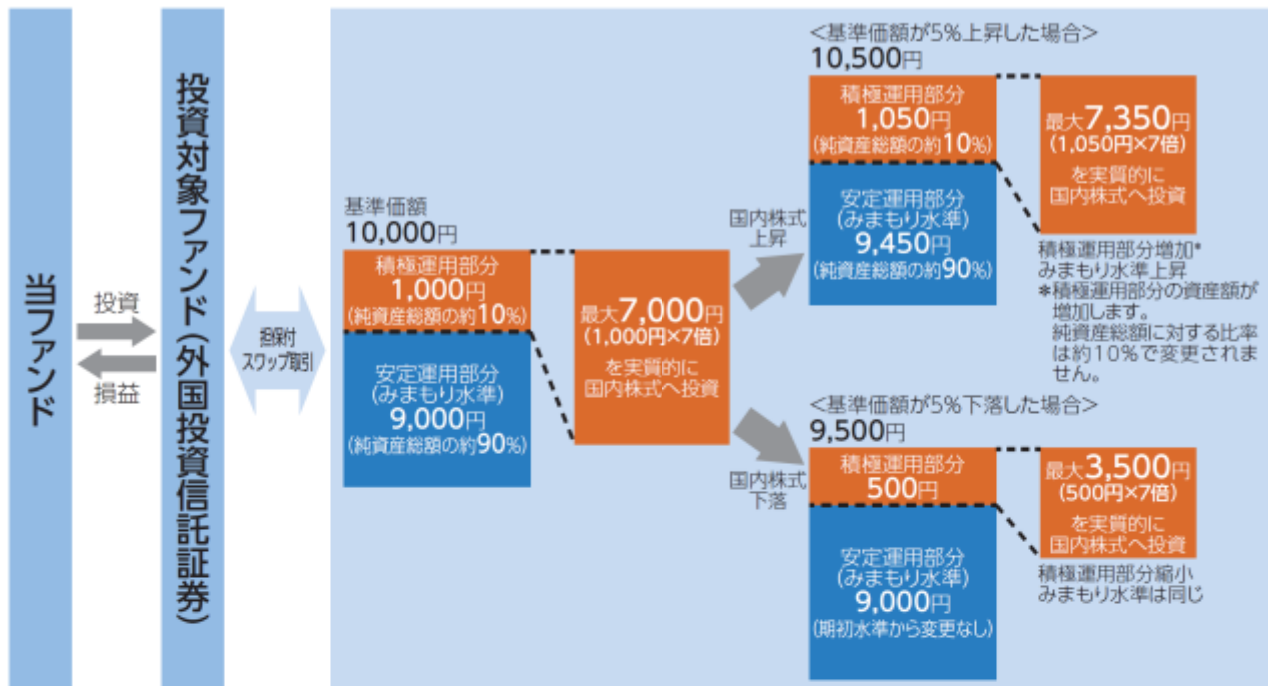 当ファンド
投資
損益
投資対象ファンド(外国投資信託証券)
担保付
スワップ取引
基準価額
10,000円
積極運用部分
1,000円
(純資産総額の約10%)
安定運用部分
(みまもり水準)
9,000円
(純資産総額の約90%)
最大7,000円
(1,000円×7倍)
を実質的に
国内株式へ投資
国内株式
上昇
<基準価額が5%上昇した場合>
10,500円
積極運用部分
1,050円
(純資産総額の約10%)
安定運用部分
(みまもり水準)
9,450円
(純資産総額の約90%)
最大7,350円
(1,050円×7倍)
を実質的に
国内株式へ投資
積極運用部分増加*
みまもり水準上昇
*積極運用部分の資産額が
増加します。
純資産総額に対する比率
は約10%で変更されま
せん。
国内株式
下落
<基準価額が5%下落した場合>
9,500円
積極運用部分
500円
安定運用部分
(みまもり水準)
9,000円
(期初水準から変更なし)
最大3,500円
(500円×7倍)
を実質的に
国内株式へ投資
積極運用部分縮小
みまもり水準は同じ